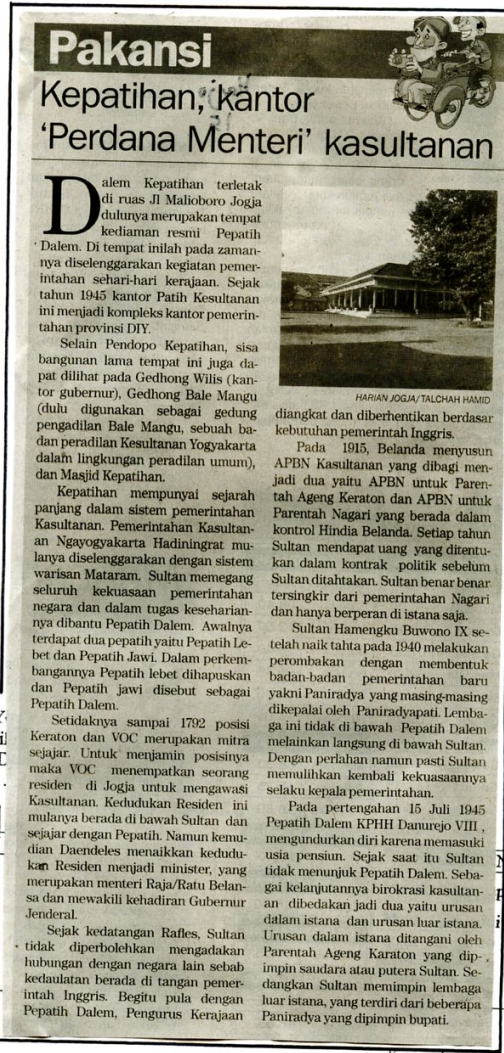 Pakansi
Kepatihan, kantor
'Perdana Menteri' kasultanan
Dalem Kepatihan terletak
di ruas Jl Malioboro Jogja
dulunya merupakan tempat
kediaman resmi Pepatih
Dalem. Di tempat inilah pada zaman-
nya diselenggarakan kegiatan pemer-
intahan sehari-hari kerajaan. Sejak
tahun 1945 kantor Patih Kesultanan
ini menjadi kompleks kantor pemerin-
tahan provinsi DIY.
Selain Pendopo Kepatihan, sisa
bangunan lama tempat ini juga da-
pat dilihat pada Gedhong Wilis (kan-
tor gubernur), Gedhong Bale Mangu
(dulu digunakan sebagai gedung
pengadilan Bale Mangu, sebuah ba-
dan peradilan Kesultanan Yogyakarta
dalam lingkungan peradilan umum),
dan Masjid Kepatihan.
Kepatihan mempunyai sejarah
panjang dalam sistem pemerintahan
Kasultanan. Pemerintahan Kasultan-
an Ngayogyakarta Hadiningrat mu-
lanya diselenggarakan dengan sistem
warisan Mataram. Sultan memegang
seluruh kekuasaan pemerintahan
negara dan dalam tugas keseharian-
nya dibantu Pepatih Dalem. Awalnya
terdapat dua pepatih yaitu Pepatih Le-
bet dan Pepatih Jawi. Dalam perkem-
bangannya Pepatih lebet dihapuskan
dan Pepatih jawi disebut sebagai
Pepatih Dalem.
Setidaknya sampai 1792 posisi
Keraton dan VOC merupakan mitra
sejajar. Untuk menjamin posisinya
maka VOC menempatkan seorang
residen di Jogja untuk mengawasi
Kasultanan. Kedudukan Residen ini
mulanya berada di bawah Sultan dan
sejajar dengan Pepatih. Namun kemu-
dian Daendeles menaikkan kedudu-
kan Residen menjadi minister, yang
merupakan menteri Raja/Ratu Belan-
sa dan mewakili kehadiran Gubernur
Jenderal.
Sejak kedatangan Rafles, Sultan
tidak diperbolehkan mengadakan
hubungan dengan negara lain sebab
kedaulatan berada di tangan pemer-
intah Inggris. Begitu pula dengan
Pepatih Dalem, Pengurus Kerajaan
HARIAN JOGJA/TALCHAH HAMID
diangkat dan diberhentikan berdasar
kebutuhan pemerintah Inggris.
Pada 1915, Belanda menyusun
APBN Kasultanan yang dibagi men-
jadi dua yaitu APBN untuk Paren-
tah Ageng Keraton dan APBN untuk
Parentah Nagari yang berada dalam
kontrol Hindia Belanda. Setiap tahun
Sultan mendapat uang yang ditentu-
kan dalam kontrak politik sebelum
Sultan ditahtakan. Sultan benar benar
tersingkir dari pemerintahan Nagari
dan hanya berperan di istana saja.
Sultan Hamengku Buwono IX se-
telah naik tahta pada 1940 melakukan
perombakan dengan membentuk
badan-badan pemerintahan baru
yakni Paniradya yang masing-masing
dikepalai oleh Paniradyapati. Lemba-
ga ini tidak di bawah Pepatih Dalem
melainkan langsung di bawah Sultan.
Dengan perlahan namun pasti Sultan
memulihkan kembali kekuasaannya
selaku kepala pemerintahan.
Pada pertengahan 15 Juli 1945
Pepatih Dalem KPHH Danurejo VIII ,
mengundurkan diri karena memasuki
usia pensiun. Sejak saat itu Sultan
tidak menunjuk Pepatih Dalem. Seba-
gai kelanjutannya birokrasi kasultan-
an dibedakan jadi dua yaitu urusan
dalam istana dan urusan luar istana.
Urusan dalam istana ditangani oleh
Parentah Ageng Karaton yang dip-
impin saudara atau putera Sultan. Se-
dangkan Sultan memimpin lembaga
luar istana, yang terdiri dari beberapa
Paniradya yang dipimpin bupati.